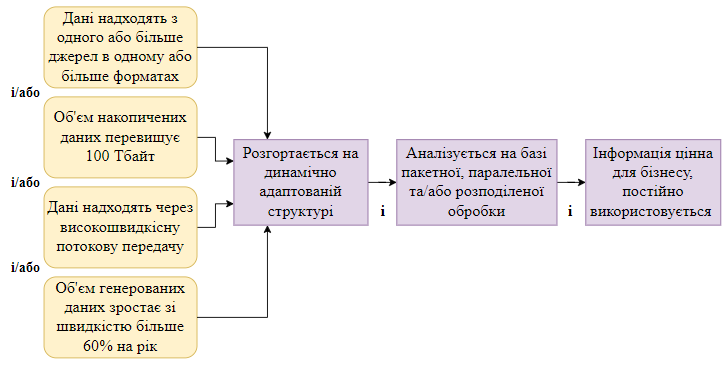 Дані надходять з
одного або більше
джерел в одному або
більше форматах
і/або
Об'єм накопичених
даних перевищує
100 Тбайт
і/або
Дані надходять через
високошвидкісну
потокову передачу
і/або
Об'єм генерованих
даних зростає зі
швидкістю більше
60% на рік
Розгортається на
динамічно
адаптованій
структурі
і
Аналізується на базі
пакетної, паралельної
та/або розподіленої
обробки
і
Інформація цінна
для бізнесу,
постійно
використовується